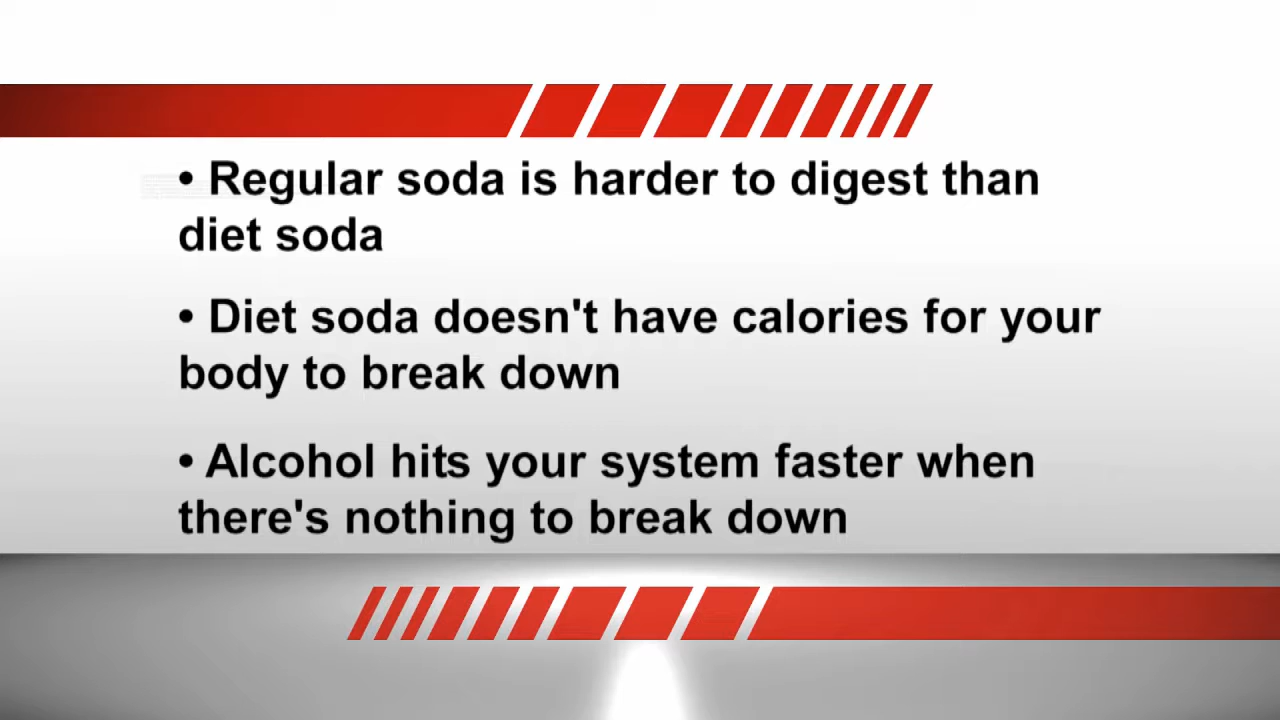 • Regular soda is harder to digest than
diet soda
• Diet soda doesn't have calories for your
body to break down
• Alcohol hits your system faster when
there's nothing to break down